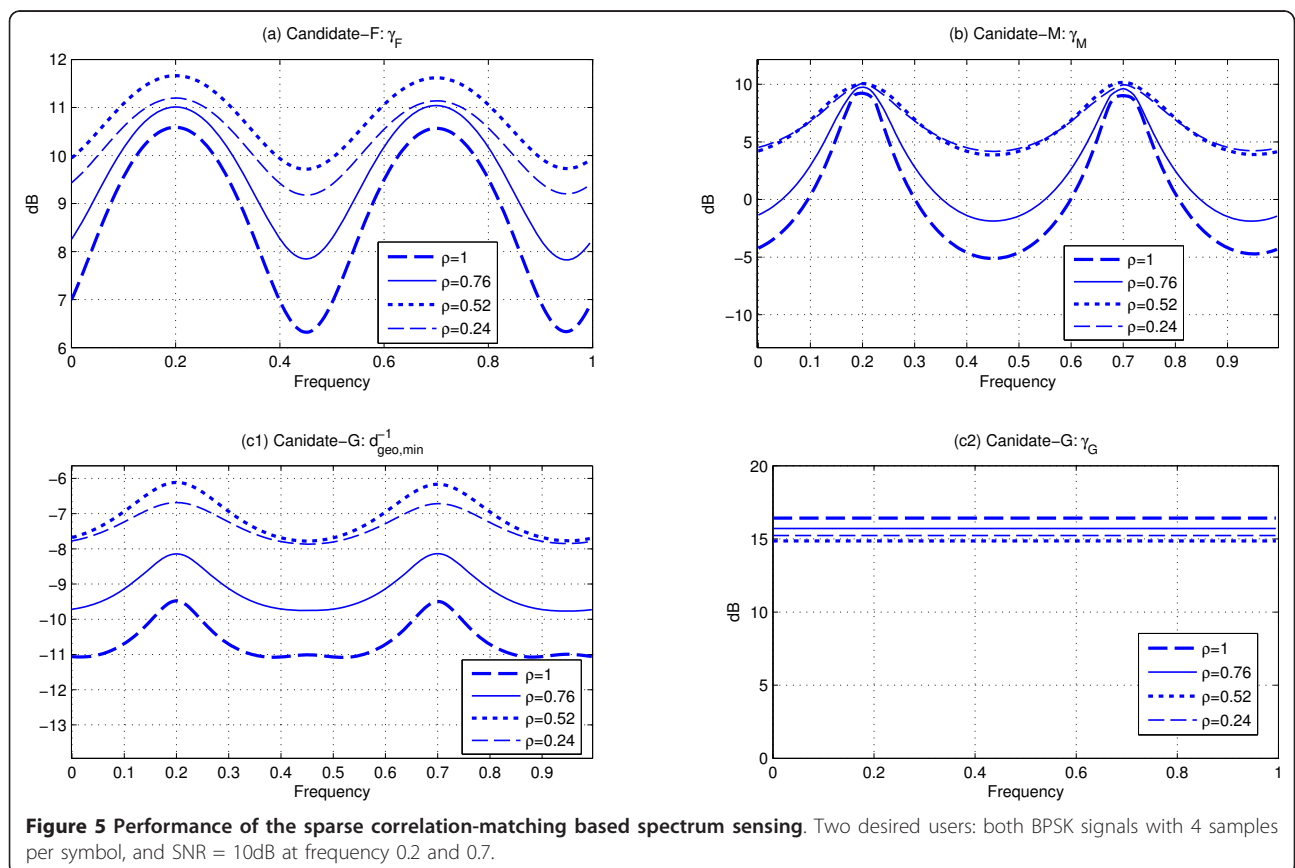 (a) Candidate-F: γF
12
11
10
9
8
7
6
dB
0
0.2
0.4
0.6
0.8
1
Frequency
ρ=1
ρ=0.76
ρ=0.52
ρ=0.24
(b) Canidate-M: γM
10
5
0
−5
−10
dB
0
0.1
0.2
0.3
0.4
0.5
0.6
0.7
0.8
0.9
Frequency
ρ=1
ρ=0.76
ρ=0.52
ρ=0.24
(c1) Canidate-G: d−1geo,min
−6
−7
−8
−9
−10
−11
−12
−13
0
0.1
0.2
0.3
0.4
0.5
0.6
0.7
0.8
0.9
Frequency
ρ=1
ρ=0.76
ρ=0.52
ρ=0.24
(c2) Canidate-G: γG
20
15
10
5
0
dB
0
0.2
0.4
0.6
0.8
1
Frequency
ρ=1
ρ=0.76
ρ=0.52
ρ=0.24
Figure 5 Performance of the sparse correlation-matching based spectrum sensing. Two desired users: both BPSK signals with 4 samples
per symbol, and SNR = 10dB at frequency 0.2 and 0.7.